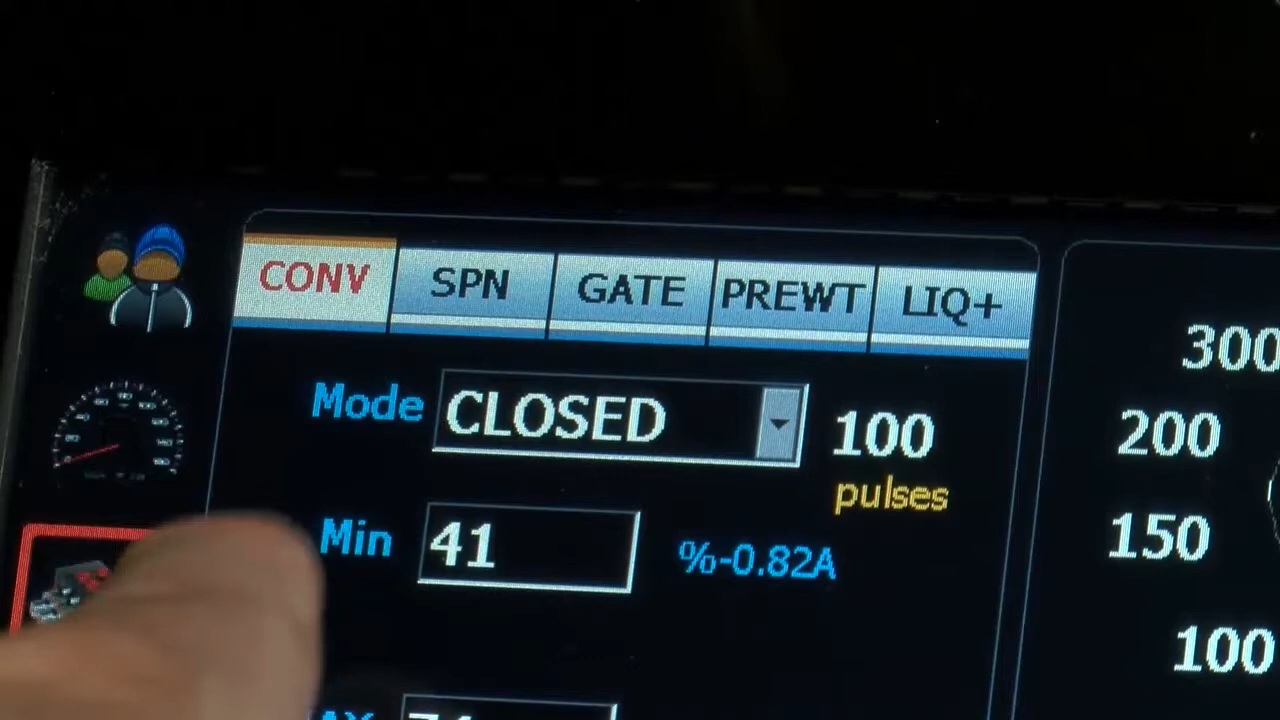 CONV SPN GATE PREWT LIQ+
Mode CLOSED 100
pulses
Min 41 %-0.82A
300
200
150
100